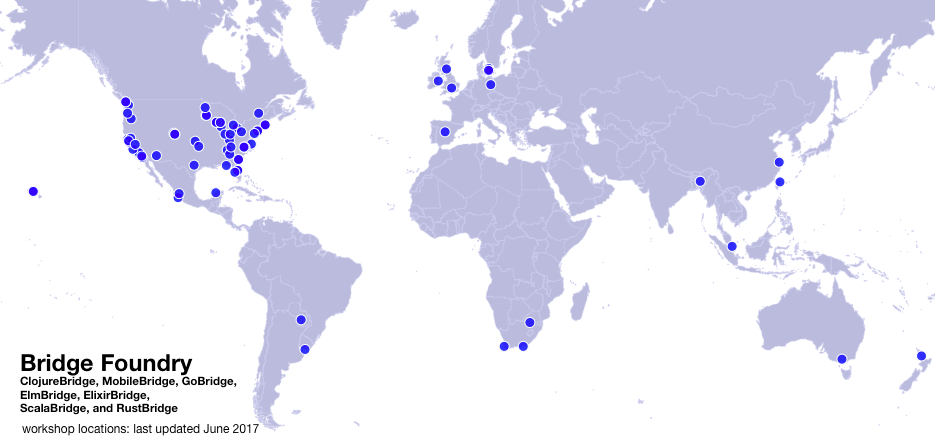 Bridge Foundry
ClojureBridge, MobileBridge, GoBridge,
ElmBridge, ElixirBridge,
ScalaBridge, and RustBridge
workshop locations: last updated June 2017